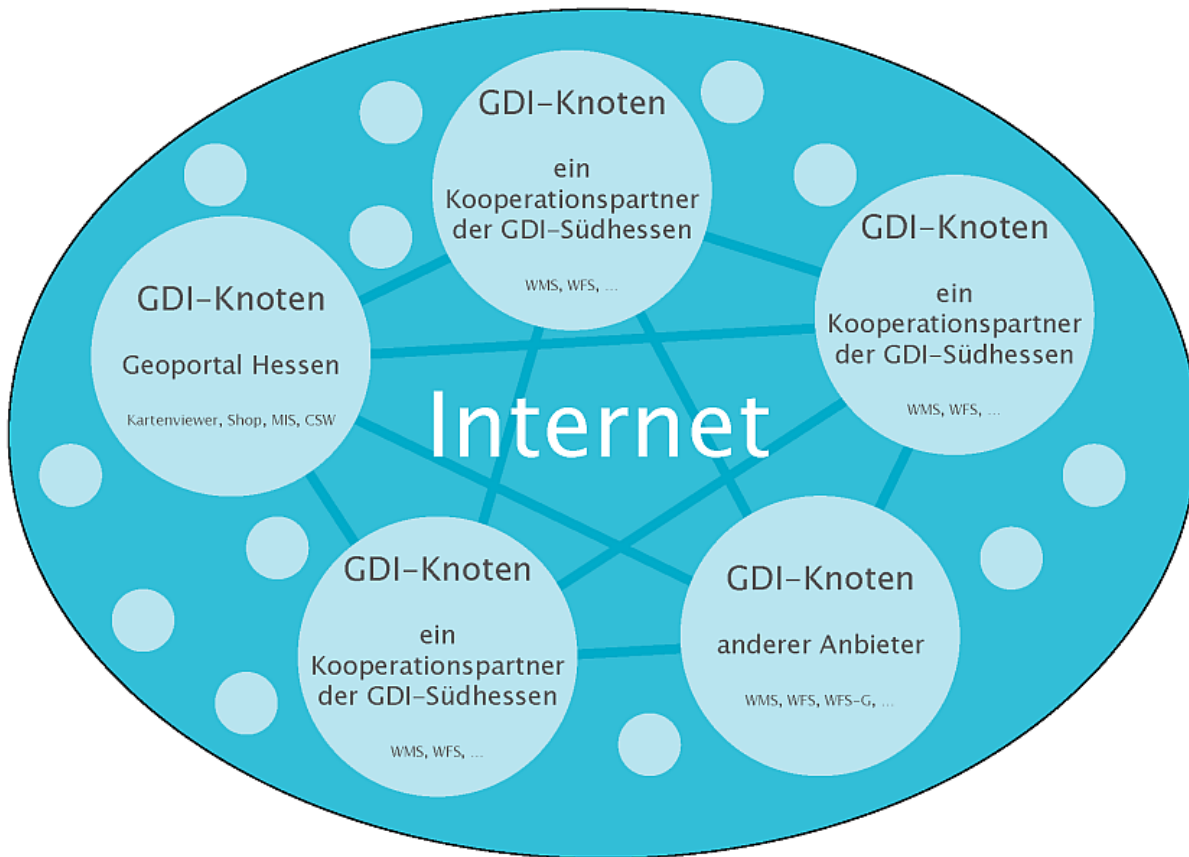 GDI-Knoten
ein
Kooperationspartner
der GDI-Südhessen
WMS, WFS, ...
GDI-Knoten
ein
Kooperationspartner
der GDI-Südhessen
WMS, WFS, ...
GDI-Knoten
Geoportal Hessen
Kartenviewer, Shop, MIS, CSW
Internet
GDI-Knoten
ein
Kooperationspartner
der GDI-Südhessen
WMS, WFS, ...
GDI-Knoten
anderer Anbieter
WMS, WFS, WFS-G, ...